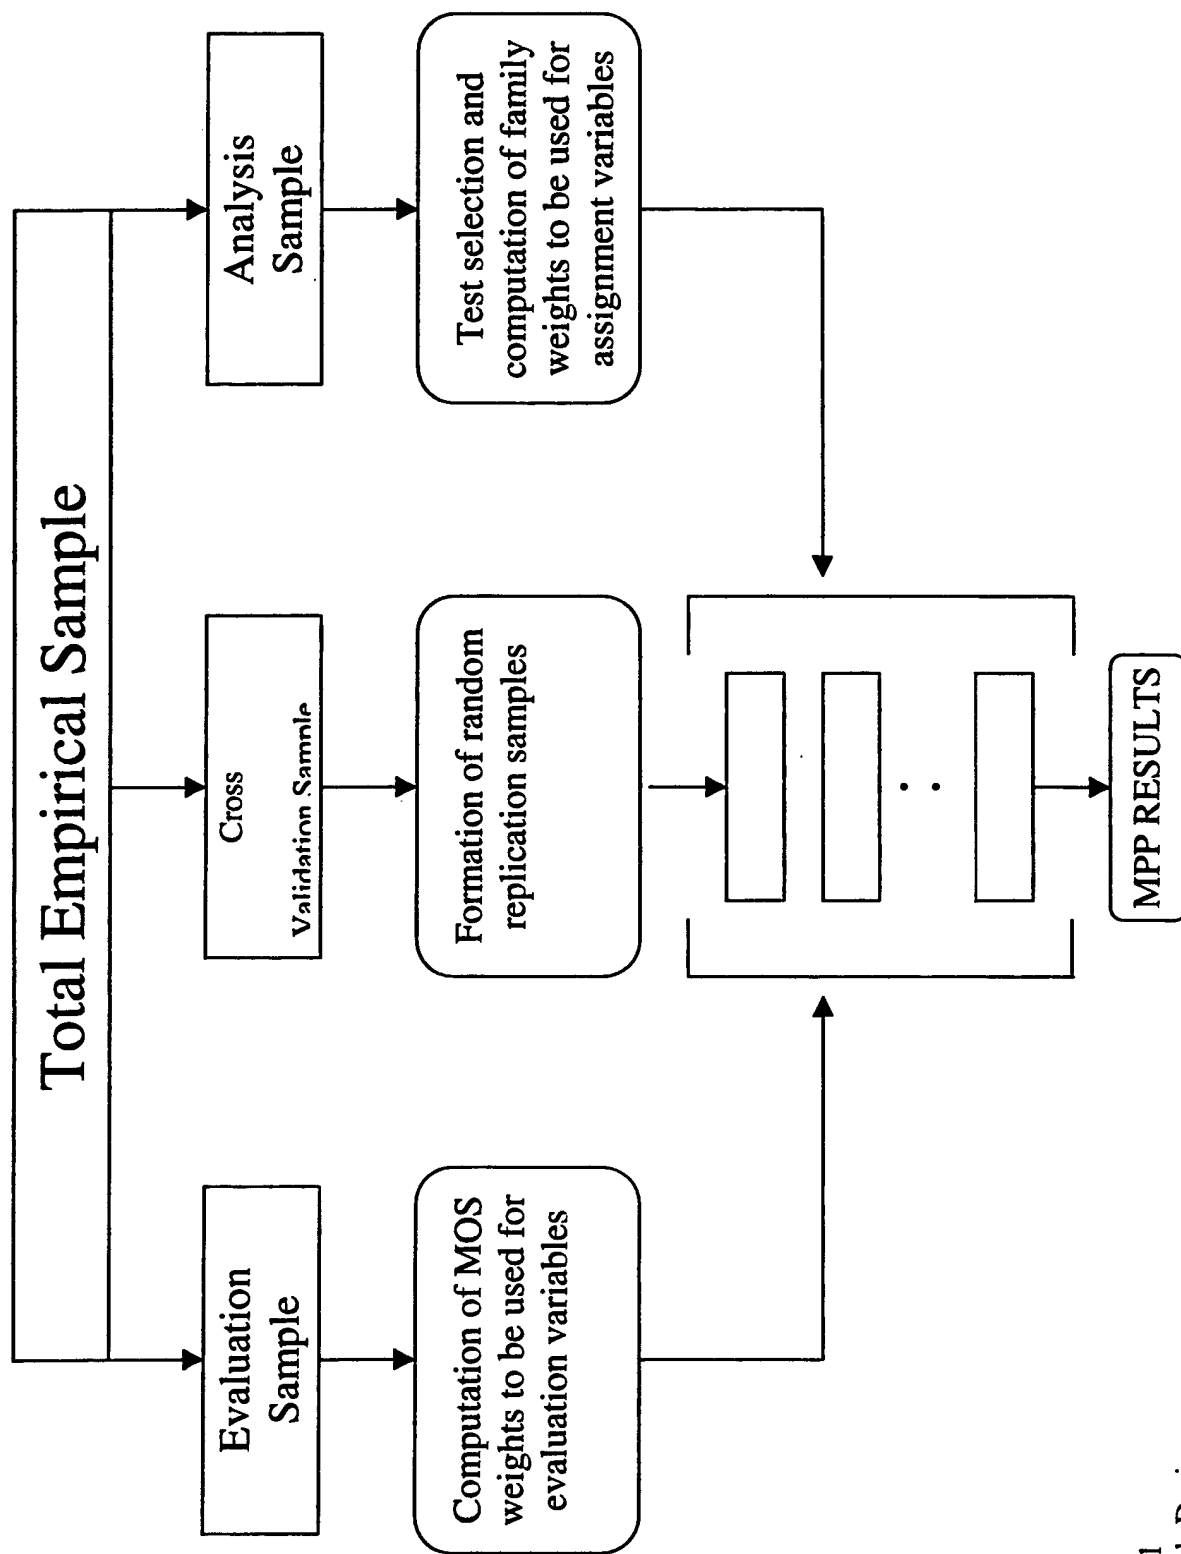 Total Empirical Sample
Evaluation
Sample
Cross
Validation Sample
Analysis
Sample
Computation of MOS
weights to be used for
evaluation variables
Formation of random
replication samples
Test selection and
computation of family
weights to be used for
assignment variables
MPP RESULTS